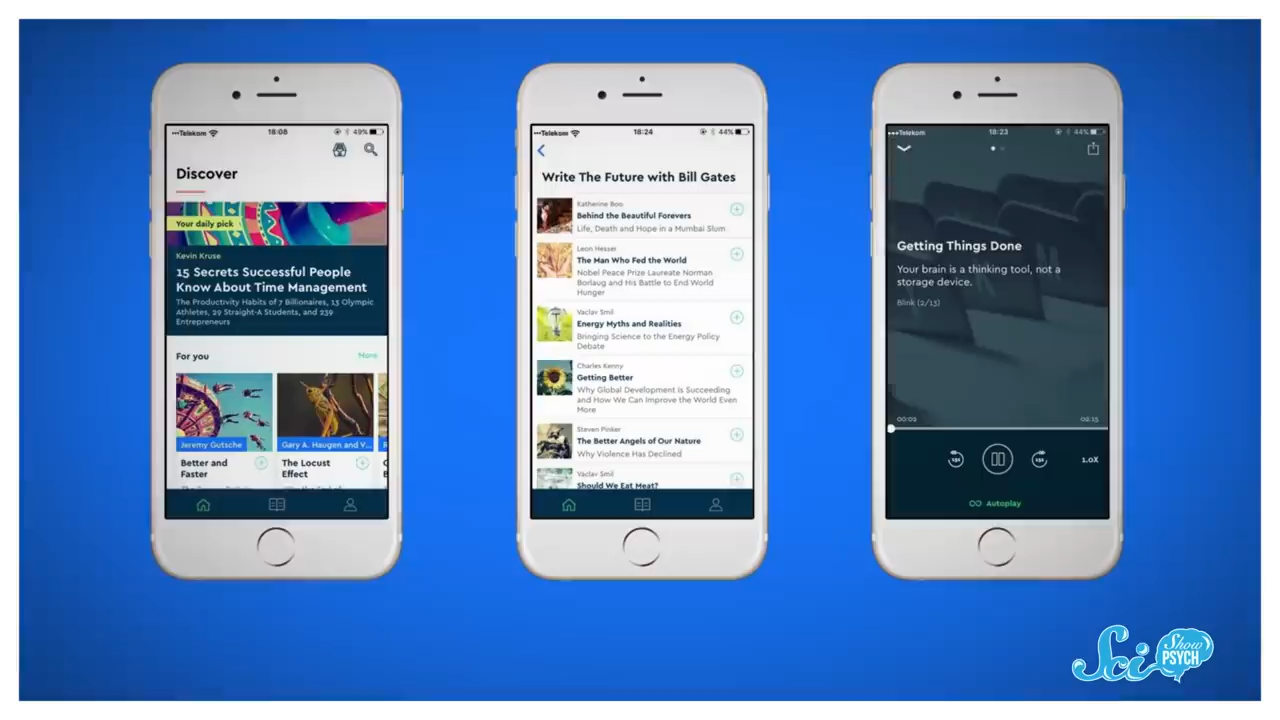 Telekom 18:08 49%
Discover
Your daily pick
Kevin Kruse
15 Secrets Successful People
Know About Time Management
The Productivity Habits of 7 Billionaires, 13 Olympic
Athletes, 29 Straight-A Students, and 239
Entrepreneurs
For you More
Jeremy Gutsche
Better and
Faster
Gary A. Haugen and V...
The Locust
Effect
Telekom 18:24 44%
Write The Future with Bill Gates
Katherine Boo
Behind the Beautiful Forevers
Life, Death and Hope in a Mumbai Slum
Leon Hesser
The Man Who Fed the World
Nobel Peace Prize Laureate Norman
Borlaug and His Battle to End World
Hunger
Vaclav Smil
Energy Myths and Realities
Bringing Science to the Energy Policy
Debate
Charles Kenny
Getting Better
Why Global Development Is Succeeding
and How We Can Improve the World Even
More
Steven Pinker
The Better Angels of Our Nature
Why Violence Has Declined
Vaclav Smil
Should We Eat Meat?
Telekom 18:23 44%
Getting Things Done
Your brain is a thinking tool, not a
storage device.
Blink (2/13)
1.0X
Autoplay
Sci Show
PSYCH